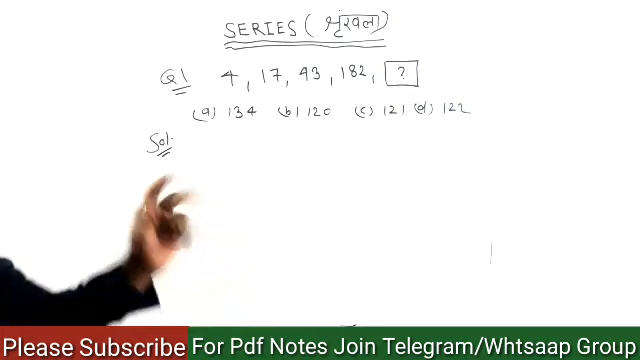 SERIES ( शृंखला )
Q1 4, 17, 43, 182, ?
(a) 134 (b) 120 (c) 121 (d) 122
Sol.
Please Subscribe For Pdf Notes Join Telegram/Whtsaap Group